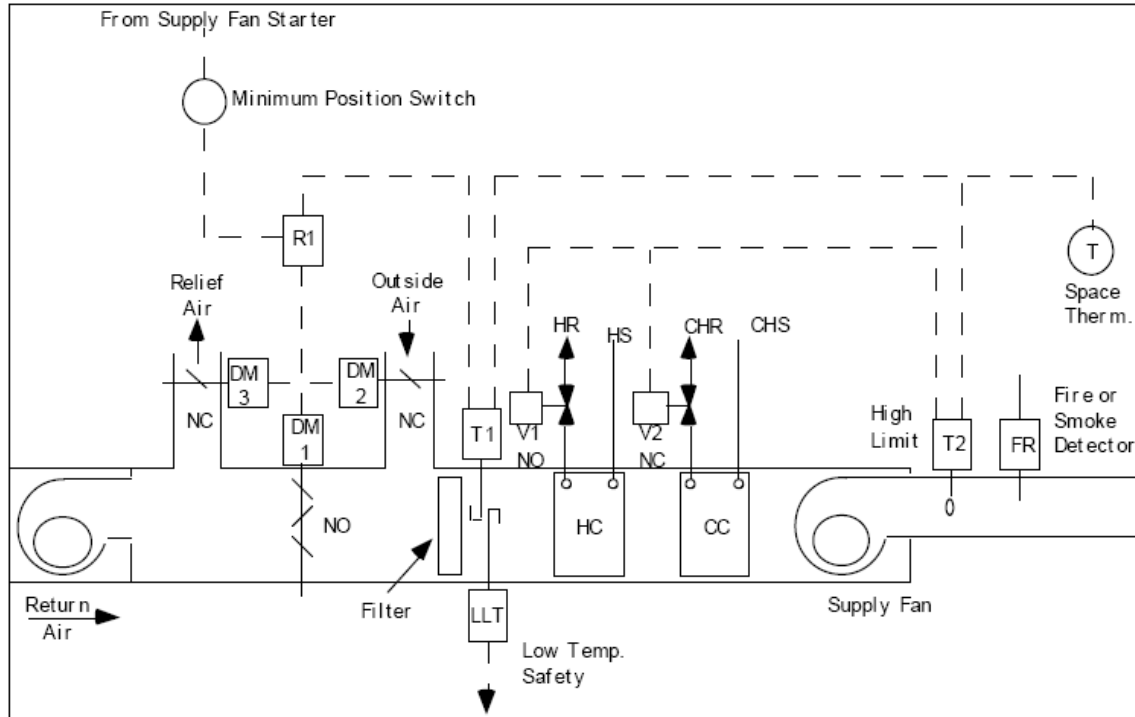 From Supply Fan Starter
Minimum Position Switch
R1
T
Relief
Air
Outside
Air
Space
Therm.
HR
HS
CHR
CHS
DM
3
DM
2
NC
NC
DM
1
T1
V1
NO
V2
NC
High
Limit
T2
FR
Fire or
Smoke
Detector
NO
HC
CC
Return
Air
Filter
LLT
Low Temp.
Safety
Supply Fan